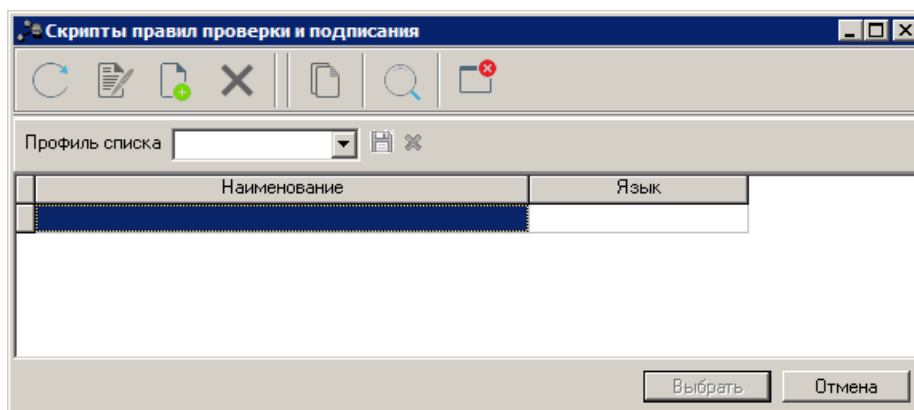 Скрипты правил проверки и подписания
Профиль списка
Наименование Язык
Выбрать Отмена